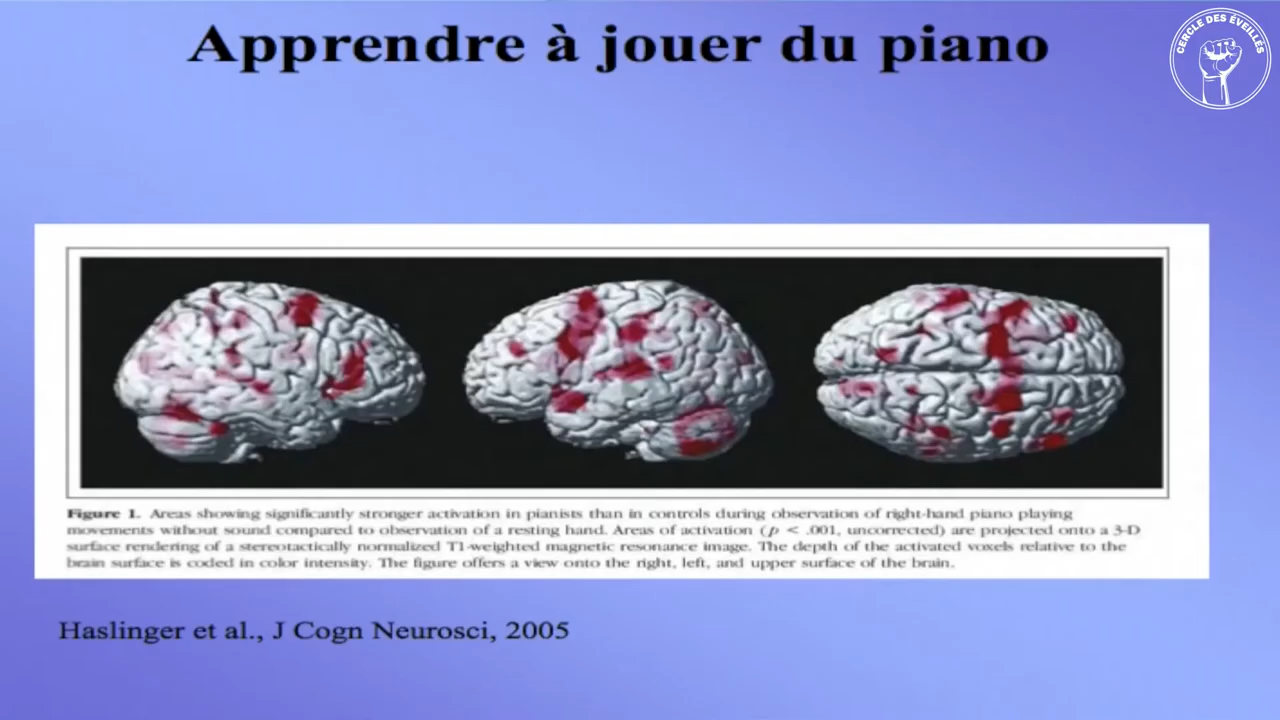 Apprendre à jouer du piano
CERCLE DES ÉVEILLÉS
Figure 1. Areas showing significantly stronger activation in pianists than in controls during observation of right-hand piano playing
movements without sound compared to observation of a resting hand. Areas of activation (p < .001, uncorrected) are projected onto a 3-D
surface rendering of a stereotactically normalized T1-weighted magnetic resonance image. The depth of the activated voxels relative to the
brain surface is coded in color intensity. The figure offers a view onto the right, left, and upper surface of the brain.
Haslinger et al., J Cogn Neurosci, 2005